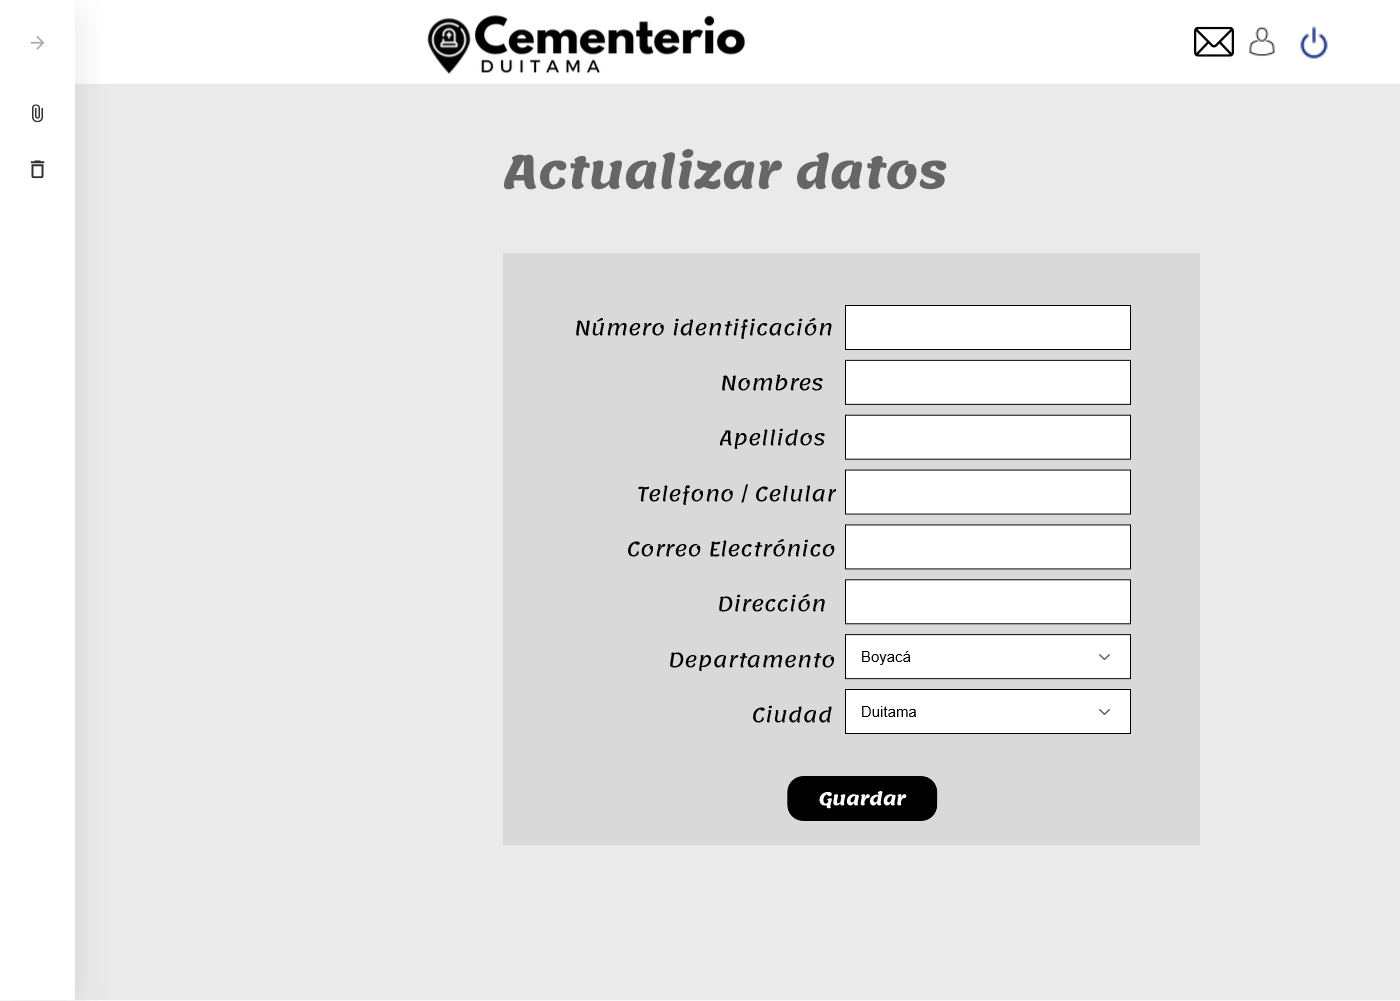 Cementerio
DUITAMA
Actualizar datos
Número identificación
Nombres
Apellidos
Telefono / Celular
Correo Electrónico
Dirección
Departamento Boyacá
Ciudad Duitama
Guardar